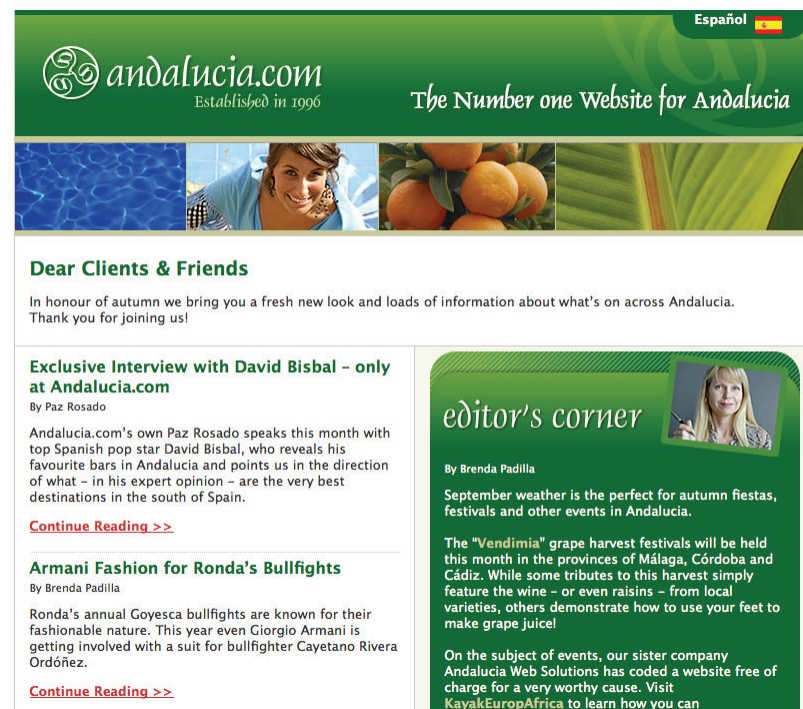 Español
andalucia.com
Established in 1996
The Number one Website for Andalucia
Dear Clients & Friends
In honour of autumn we bring you a fresh new look and loads of information about what's on across Andalucia.
Thank you for joining us!
Exclusive Interview with David Bisbal – only
at Andalucia.com
By Paz Rosado
Andalucia.com's own Paz Rosado speaks this month with
top Spanish pop star David Bisbal, who reveals his
favourite bars in Andalucia and points us in the direction
of what – in his expert opinion – are the very best
destinations in the south of Spain.
Continue Reading >>
Armani Fashion for Ronda's Bullfights
By Brenda Padilla
Ronda's annual Goyesca bullfights are known for their
fashionable nature. This year even Giorgio Armani is
getting involved with a suit for bullfighter Cayetano Rivera
Ordóñez.
Continue Reading >>
editor's corner
By Brenda Padilla
September weather is the perfect for autumn fiestas,
festivals and other events in Andalucia.
The "Vendimia" grape harvest festivals will be held
this month in the provinces of Málaga, Córdoba and
Cádiz. While some tributes to this harvest simply
feature the wine – or even raisins – from local
varieties, others demonstrate how to use your feet to
make grape juice!
On the subject of events, our sister company
Andalucia Web Solutions has coded a website free of
charge for a very worthy cause. Visit
KayakEuropAfrica to learn how you can